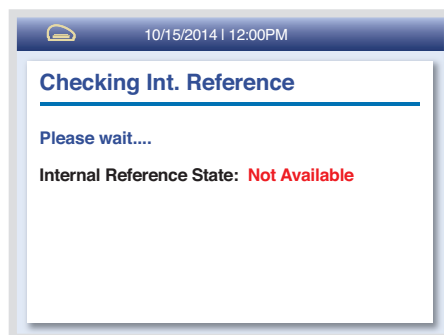 10/15/2014 | 12:00PM
Checking Int. Reference
Please wait....
Internal Reference State: Not Available